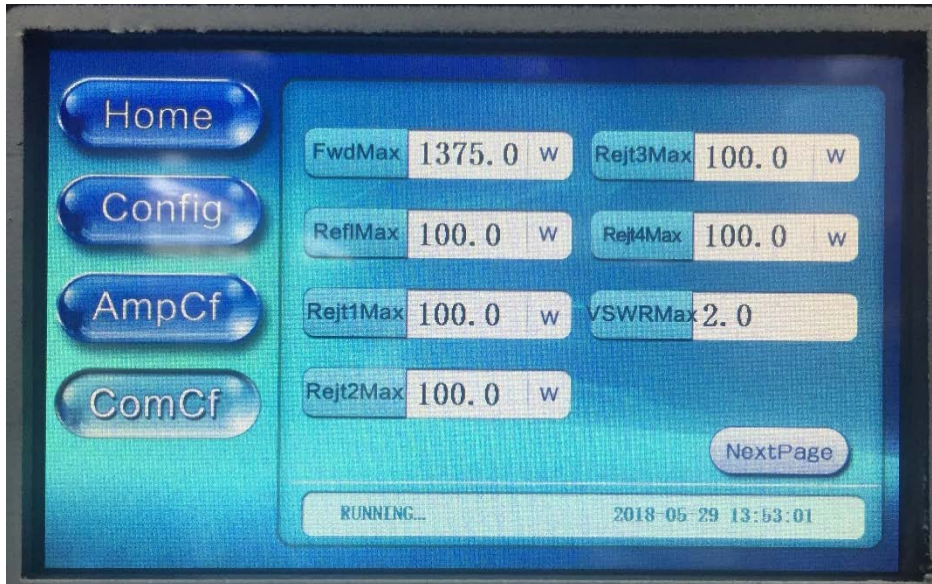 Home
Config
AmpCf
ComCf
FwdMax 1375.0 W
ReflMax 100.0 W
Rejt1Max 100.0 W
Rejt2Max 100.0 W
Rejt3Max 100.0 W
Rejt4Max 100.0 W
VSWRMax 2.0
NextPage
RUNNING... 2018-05-29 13:53:01